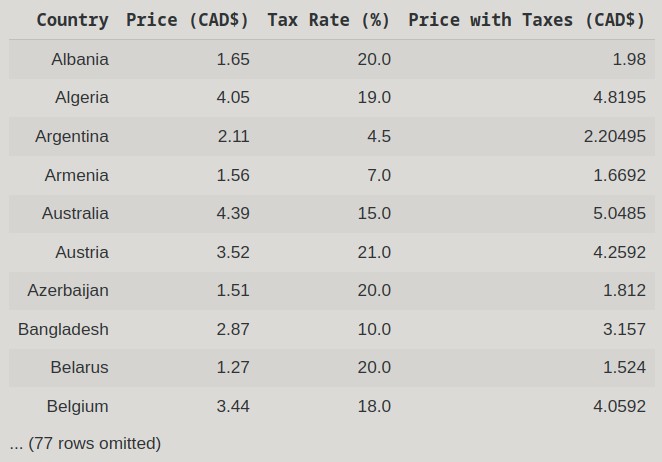 Country Price (CAD$) Tax Rate (%) Price with Taxes (CAD$)
Albania 1.65 20.0 1.98
Algeria 4.05 19.0 4.8195
Argentina 2.11 4.5 2.20495
Armenia 1.56 7.0 1.6692
Australia 4.39 15.0 5.0485
Austria 3.52 21.0 4.2592
Azerbaijan 1.51 20.0 1.812
Bangladesh 2.87 10.0 3.157
Belarus 1.27 20.0 1.524
Belgium 3.44 18.0 4.0592
... (77 rows omitted)